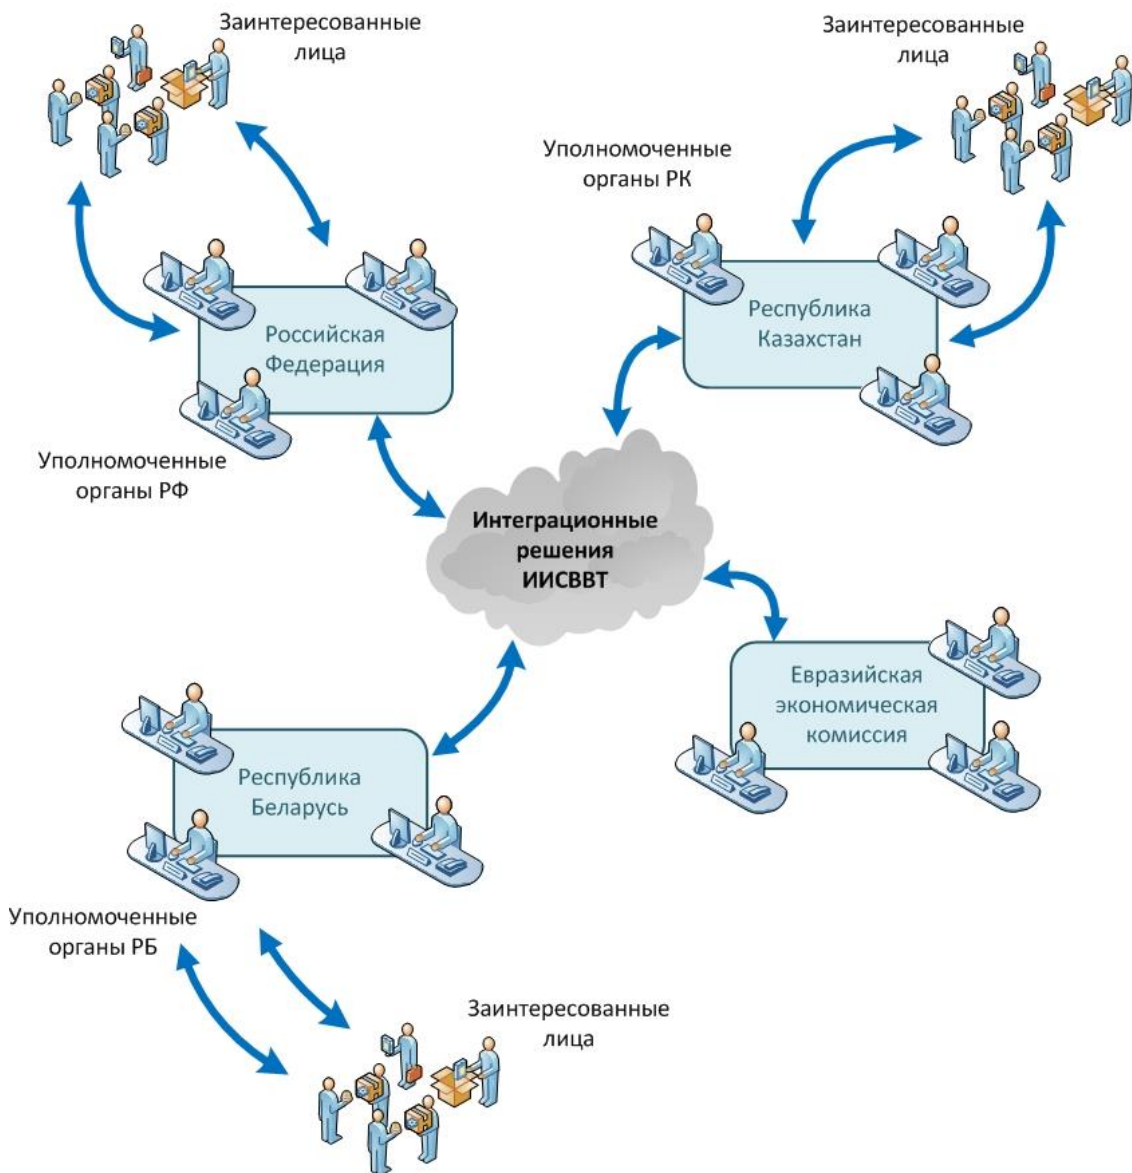 Заинтересованные
лица
Заинтересованные
лица
Уполномоченные
органы РК
Российская
Федерация
Республика
Казахстан
Уполномоченные
органы РФ
Интеграционные
решения
ИИСВВТ
Евразийская
экономическая
комиссия
Республика
Беларусь
Уполномоченные
органы РБ
Заинтересованные
лица